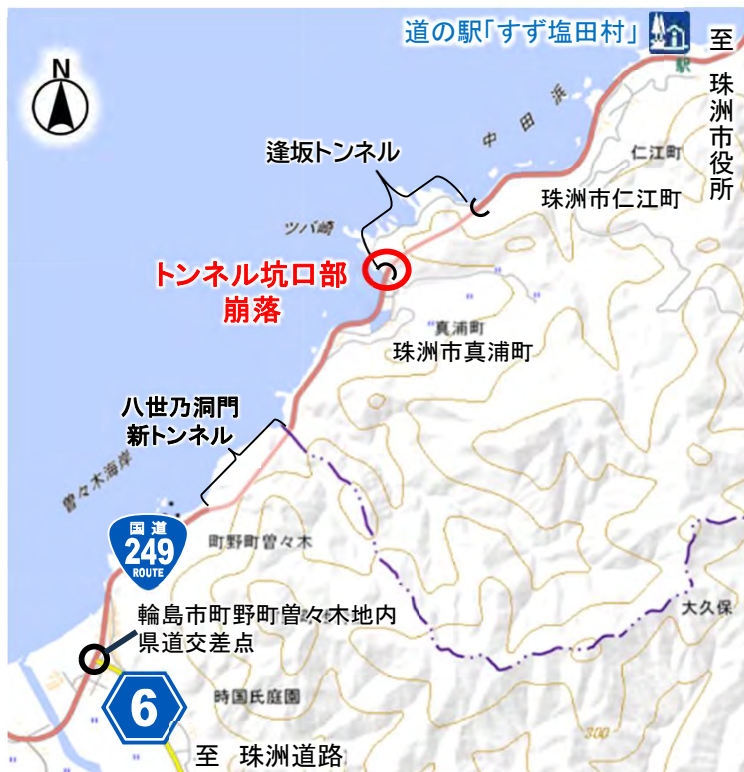 道の駅「すず塩田村」
駅
至 珠洲市役所
N
中田浜
仁江町
逢坂トンネル
珠洲市仁江町
ツバ崎
トンネル坑口部
崩落
真浦町
珠洲市真浦町
八世乃洞門
新トンネル
曽々木海岸
国道
249
ROUTE
町野町曽々木
輪島市町野町曽々木地内
県道交差点
大久保
6
時国氏庭園
300
至 珠洲道路